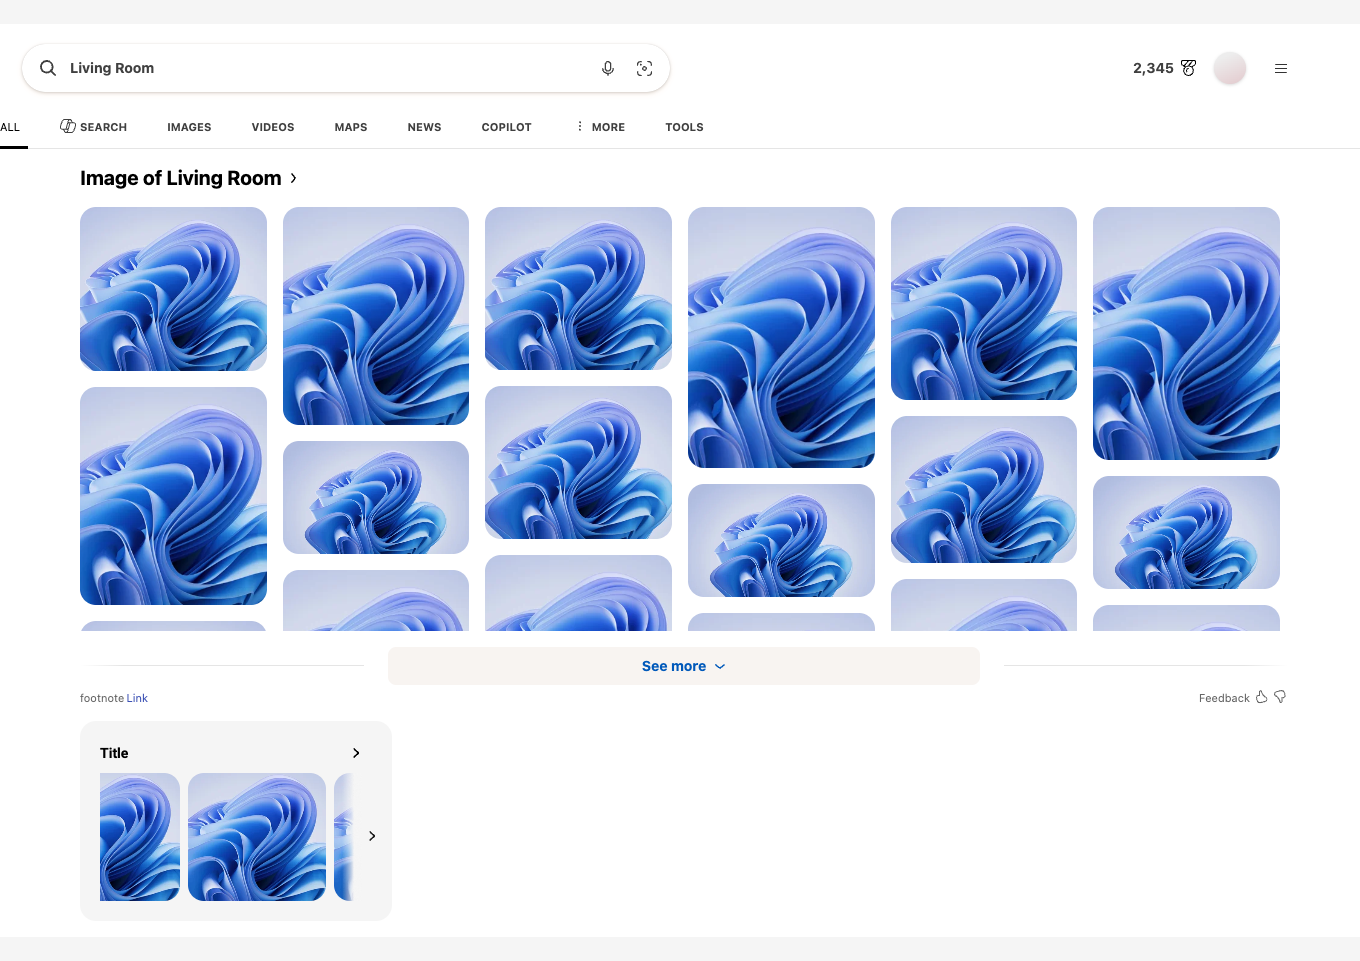 Living Room
2,345
ALL SEARCH IMAGES VIDEOS MAPS NEWS COPILOT MORE TOOLS
Image of Living Room
See more
footnote Link
Feedback
Title